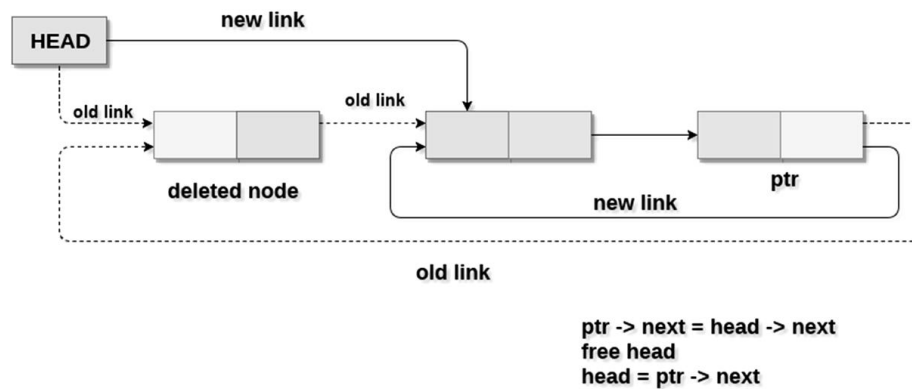 new link
HEAD
old link
old link
deleted node
ptr
new link
old link
ptr -> next = head -> next
free head
head = ptr -> next